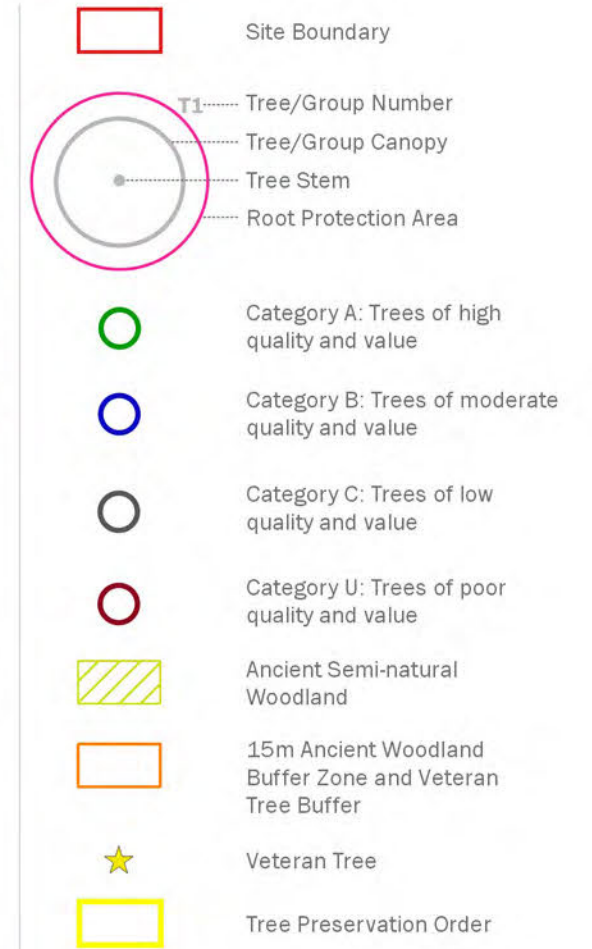 Site Boundary
T1
Tree/Group Number
Tree/Group Canopy
Tree Stem
Root Protection Area
Category A: Trees of high
quality and value
Category B: Trees of moderate
quality and value
Category C: Trees of low
quality and value
Category U: Trees of poor
quality and value
Ancient Semi-natural
Woodland
15m Ancient Woodland
Buffer Zone and Veteran
Tree Buffer
Veteran Tree
Tree Preservation Order